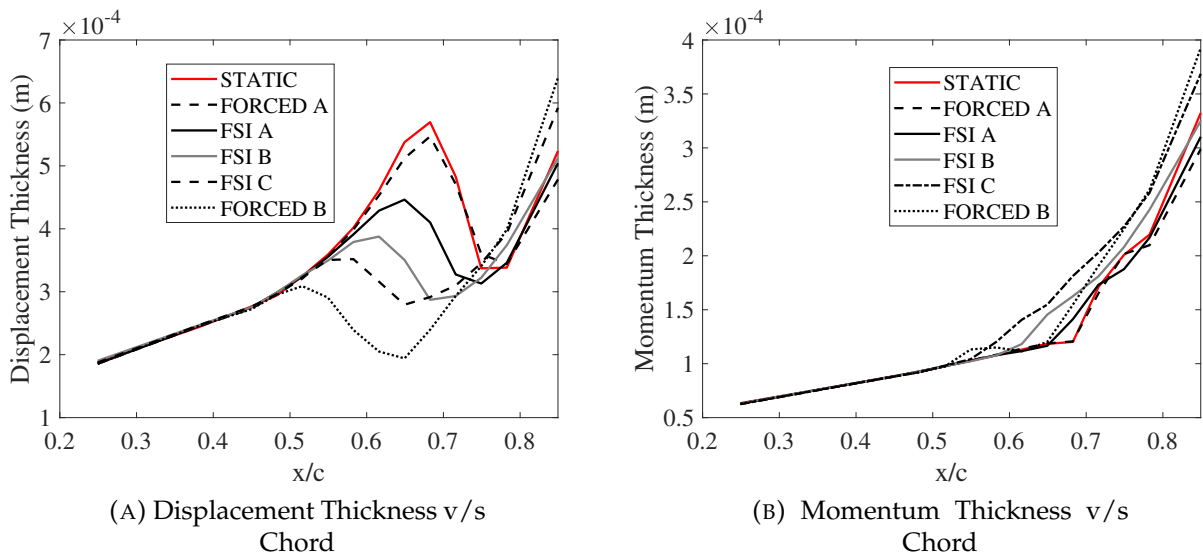 ×10⁻⁴
7
6
5
4
3
2
1
Displacement Thickness (m)
STATIC
FORCED A
FSI A
FSI B
FSI C
FORCED B
0.2 0.3 0.4 0.5 0.6 0.7 0.8
x/c
(A) Displacement Thickness v/s
Chord
×10⁻⁴
4
3.5
3
2.5
2
1.5
1
0.5
Momentum Thickness (m)
STATIC
FORCED A
FSI A
FSI B
FSI C
FORCED B
0.2 0.3 0.4 0.5 0.6 0.7 0.8
x/c
(B) Momentum Thickness v/s
Chord